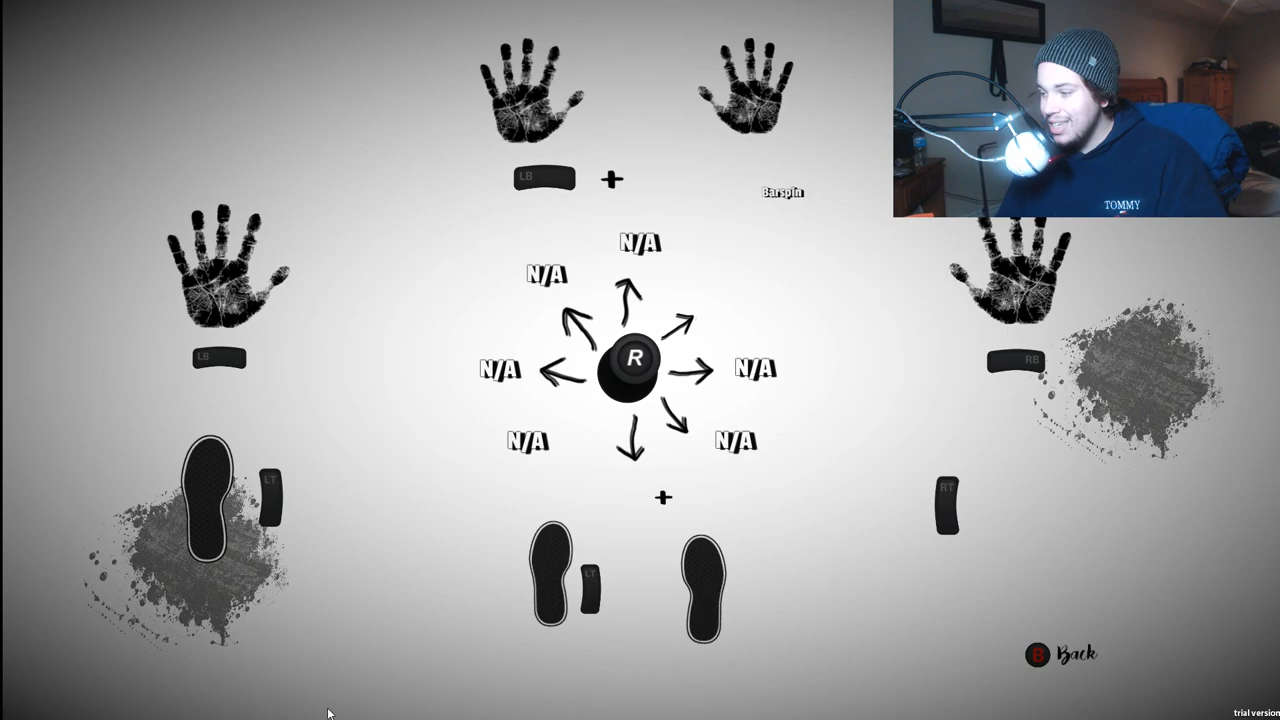 LB
Barspin
TOMMY
N/A
N/A
LB
R
RB
N/A
N/A
N/A
N/A
LT
RT
LT
B Back
trial version